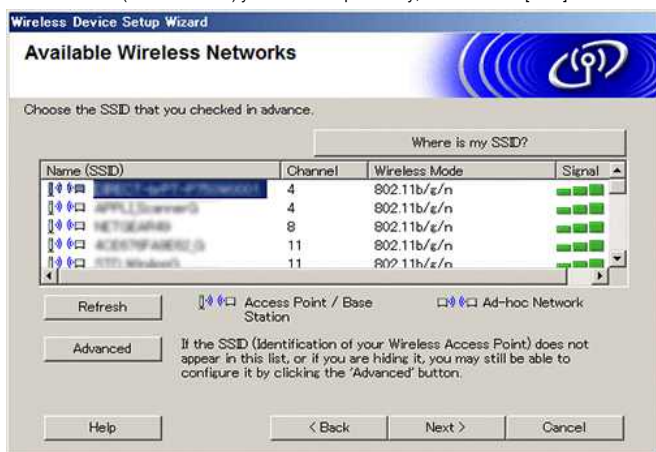 Wireless Device Setup Wizard
Available Wireless Networks
Choose the SSID that you checked in advance.
Where is my SSID?
Name (SSID) Channel Wireless Mode Signal
4 802.11b/g/n
4 802.11b/g/n
8 802.11b/g/n
11 802.11b/g/n
11 802.11b/g/n
Refresh Access Point / Base Station Ad-hoc Network
Advanced If the SSID (Identification of your Wireless Access Point) does not
appear in this list, or if you are hiding it, you may still be able to
configure it by clicking the 'Advanced' button.
Help < Back Next > Cancel